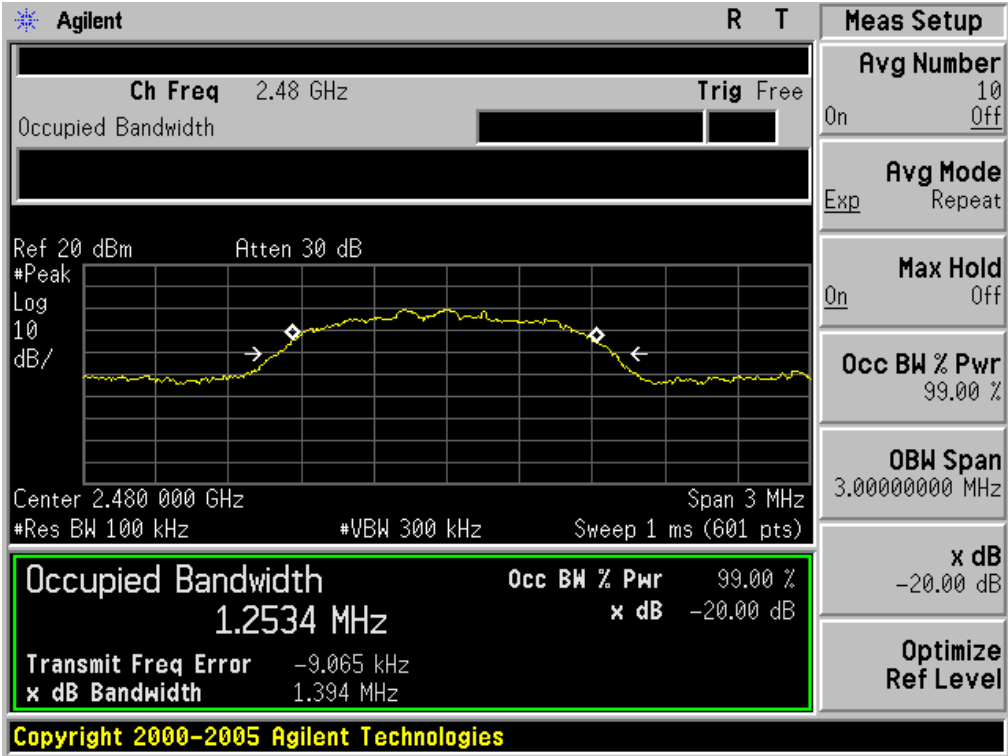 Agilent R T
Ch Freq 2.48 GHz Trig Free
Occupied Bandwidth
Ref 20 dBm Atten 30 dB
#Peak
Log
10
dB/
Center 2.480 000 GHz Span 3 MHz
#Res BW 100 kHz #VBW 300 kHz Sweep 1 ms (601 pts)
Occupied Bandwidth
1.2534 MHz
Occ BW % Pwr 99.00 %
x dB -20.00 dB
Transmit Freq Error -9.065 kHz
x dB Bandwidth 1.394 MHz
Copyright 2000-2005 Agilent Technologies
Meas Setup
Avg Number
10
On Off
Avg Mode
Exp Repeat
Max Hold
On Off
Occ BW % Pwr
99.00 %
OBW Span
3.00000000 MHz
x dB
-20.00 dB
Optimize
Ref Level